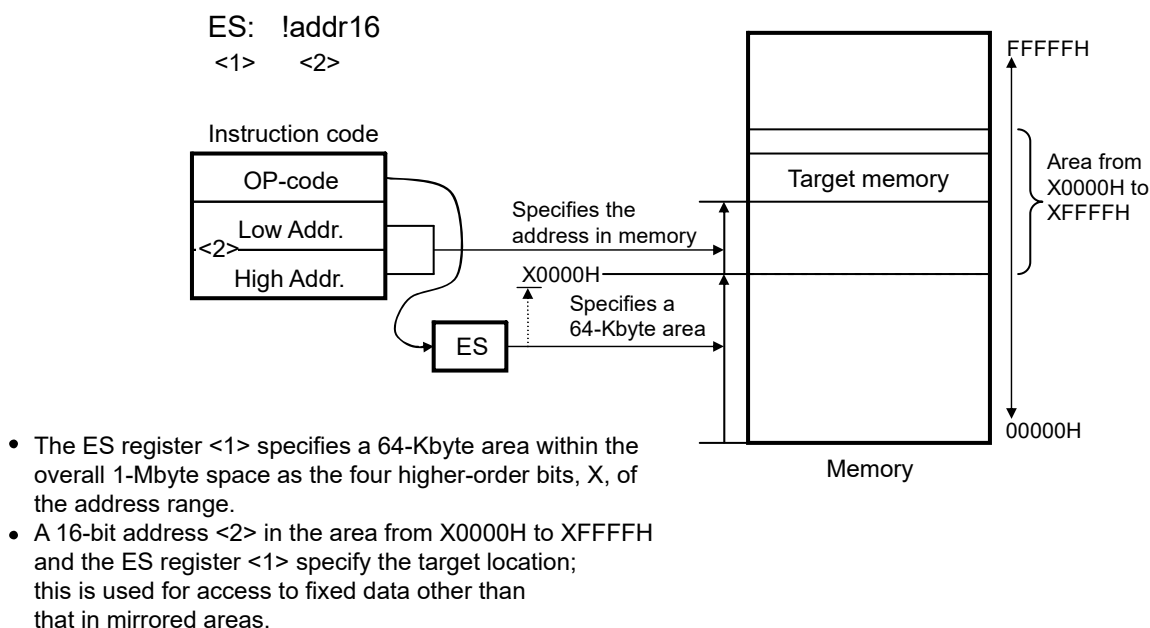 ES: !addr16
<1> <2>
Instruction code
OP-code
Low Addr.
<2>
High Addr.
ES
Specifies the
address in memory
X0000H
Specifies a
64-Kbyte area
FFFFFH
Target memory
Area from
X0000H to
XFFFFH
00000H
Memory
• The ES register <1> specifies a 64-Kbyte area within the
overall 1-Mbyte space as the four higher-order bits, X, of
the address range.
• A 16-bit address <2> in the area from X0000H to XFFFFH
and the ES register <1> specify the target location;
this is used for access to fixed data other than
that in mirrored areas.